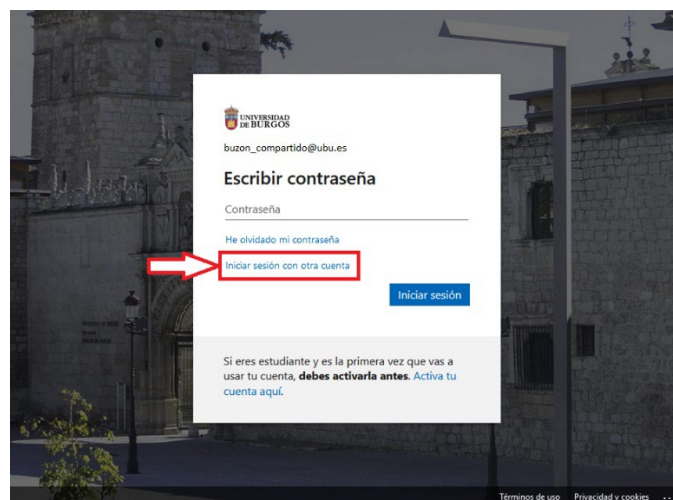 UNIVERSIDAD
DE BURGOS
buzon_compartido@ubu.es
Escribir contraseña
Contraseña
He olvidado mi contraseña
Iniciar sesión con otra cuenta
Iniciar sesión
Si eres estudiante y es la primera vez que vas a
usar tu cuenta, debes activarla antes. Activa tu
cuenta aquí.
Términos de uso Privacidad y cookies ..